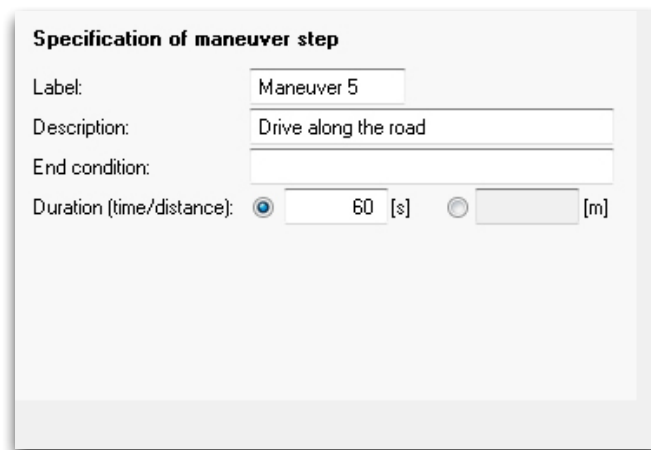 Specification of maneuver step
Label: Maneuver 5
Description: Drive along the road
End condition:
Duration (time/distance): 60 [s] [m]